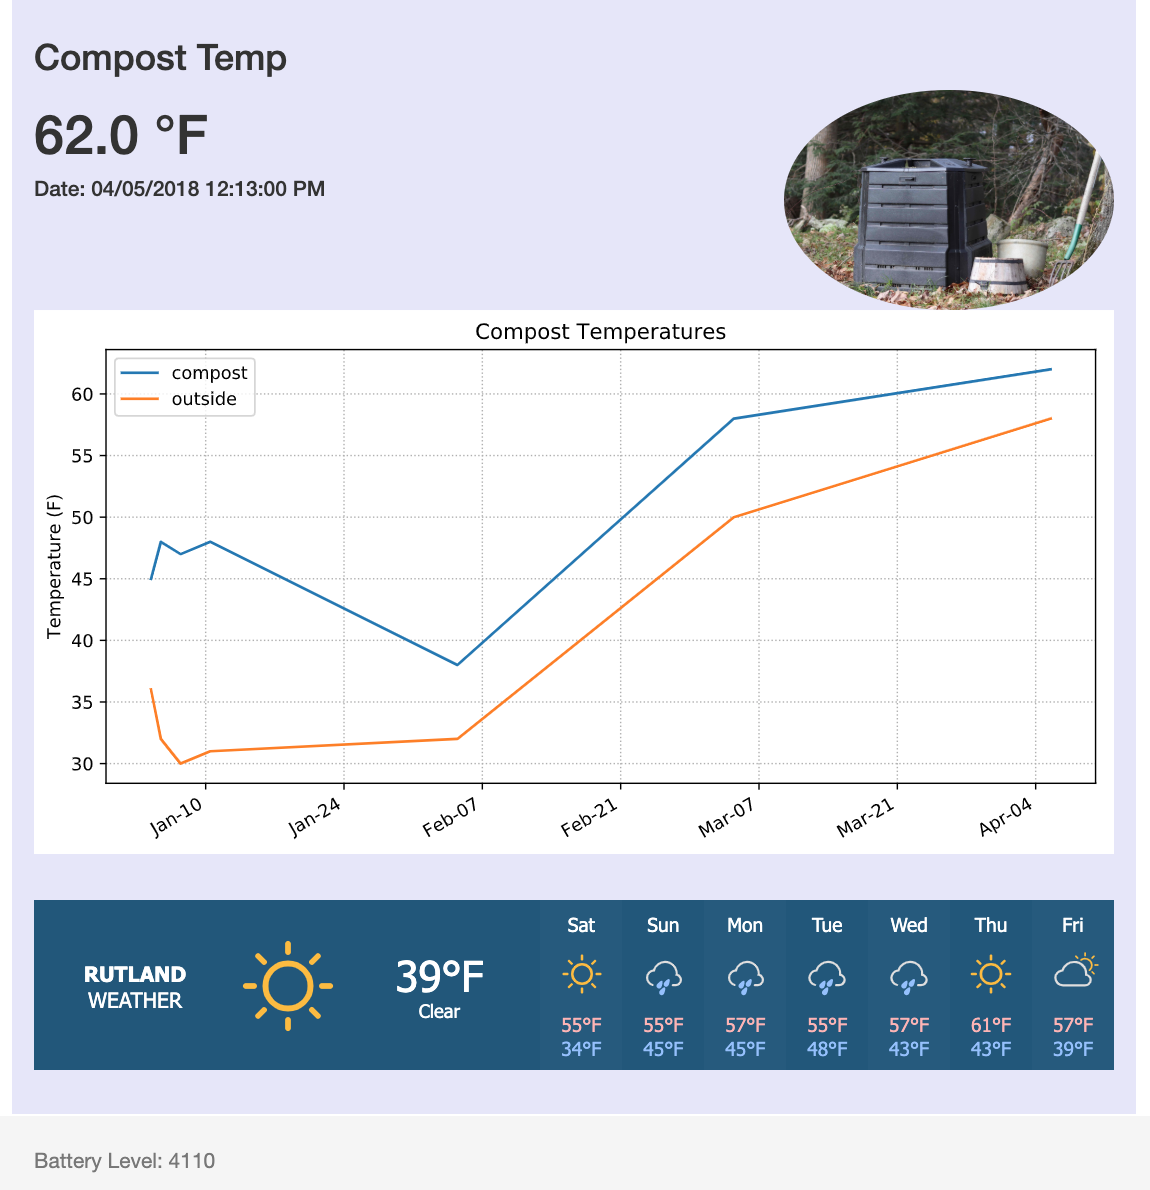 Compost Temp
62.0 °F
Date: 04/05/2018 12:13:00 PM
Compost Temperatures
compost
outside
Temperature (F)
60
55
50
45
40
35
30
Jan-10 Jan-24 Feb-07 Feb-21 Mar-07 Mar-21 Apr-04
RUTLAND
WEATHER
39°F
Clear
Sat Sun Mon Tue Wed Thu Fri
55°F 55°F 57°F 55°F 57°F 61°F 57°F
34°F 45°F 45°F 48°F 43°F 43°F 39°F
Battery Level: 4110